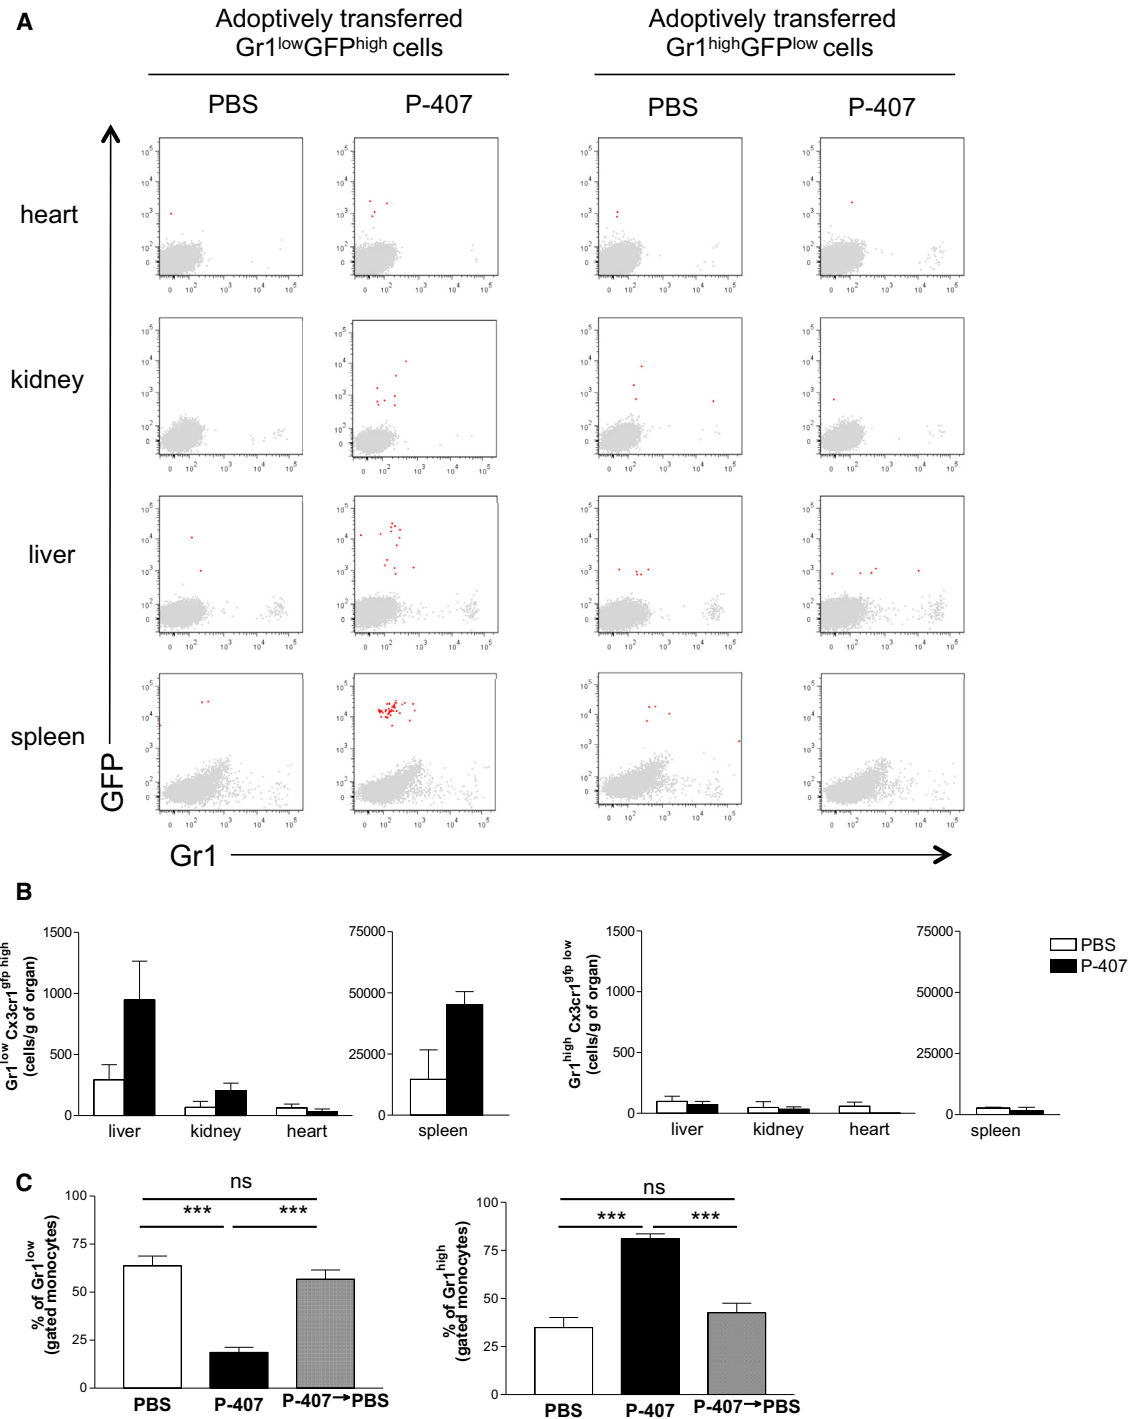 A
Adoptively transferred
Gr1lowGFPhigh cells
Adoptively transferred
Gr1highGFPlow cells
PBS
P-407
PBS
P-407
heart
kidney
liver
spleen
GFP
Gr1
B
Gr1low Cx3cr1gfp high
(cells/g of organ)
1500
1000
500
0
liver
kidney
heart
75000
50000
25000
0
spleen
Gr1high Cx3cr1gfp low
(cells/g of organ)
1500
1000
500
0
liver
kidney
heart
75000
50000
25000
0
spleen
PBS
P-407
C
% of Gr1low
(gated monocytes)
100
75
50
25
0
ns
***
***
PBS
P-407
P-407→PBS
% of Gr1high
(gated monocytes)
100
75
50
25
0
ns
***
***
PBS
P-407
P-407→PBS